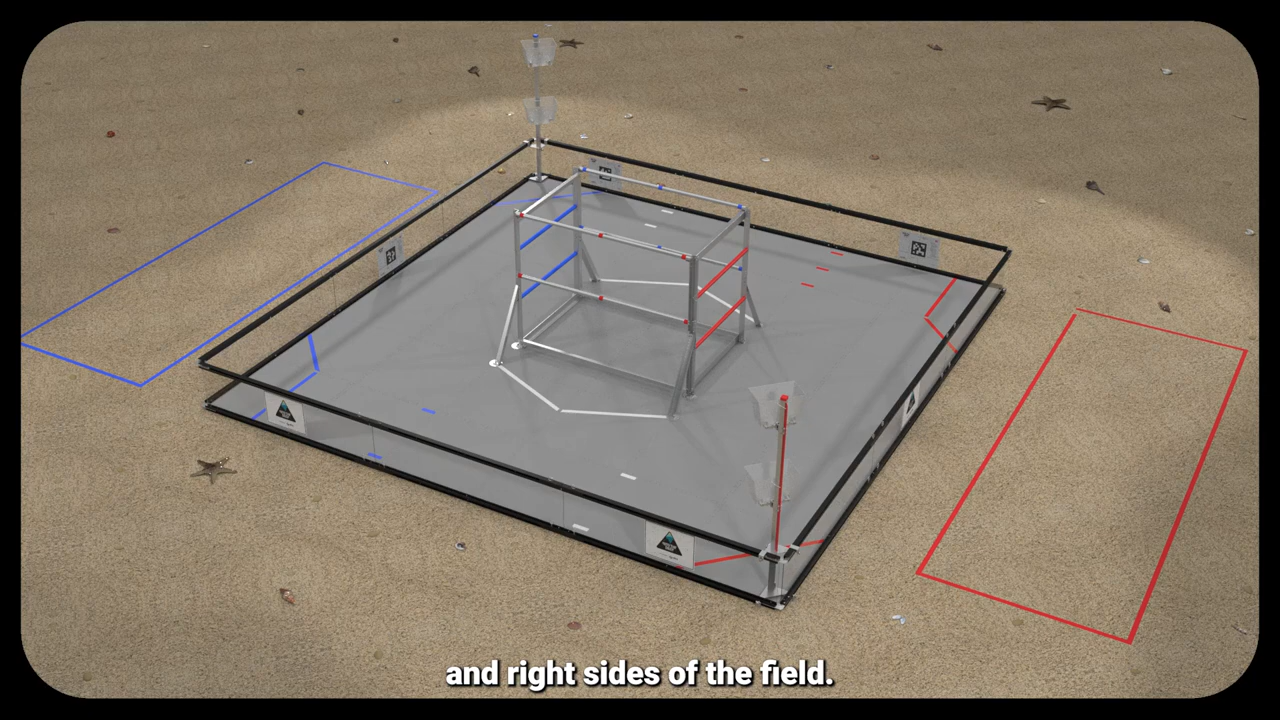 and right sides of the field.